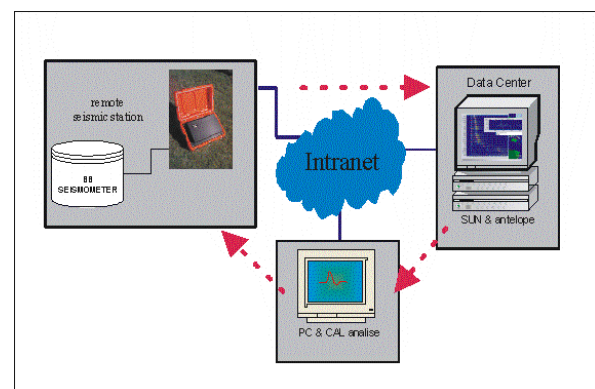 remote
seismic station
BB
SEISMOMETER
Intranet
Data Center
SUN & antelope
PC & CAL analise